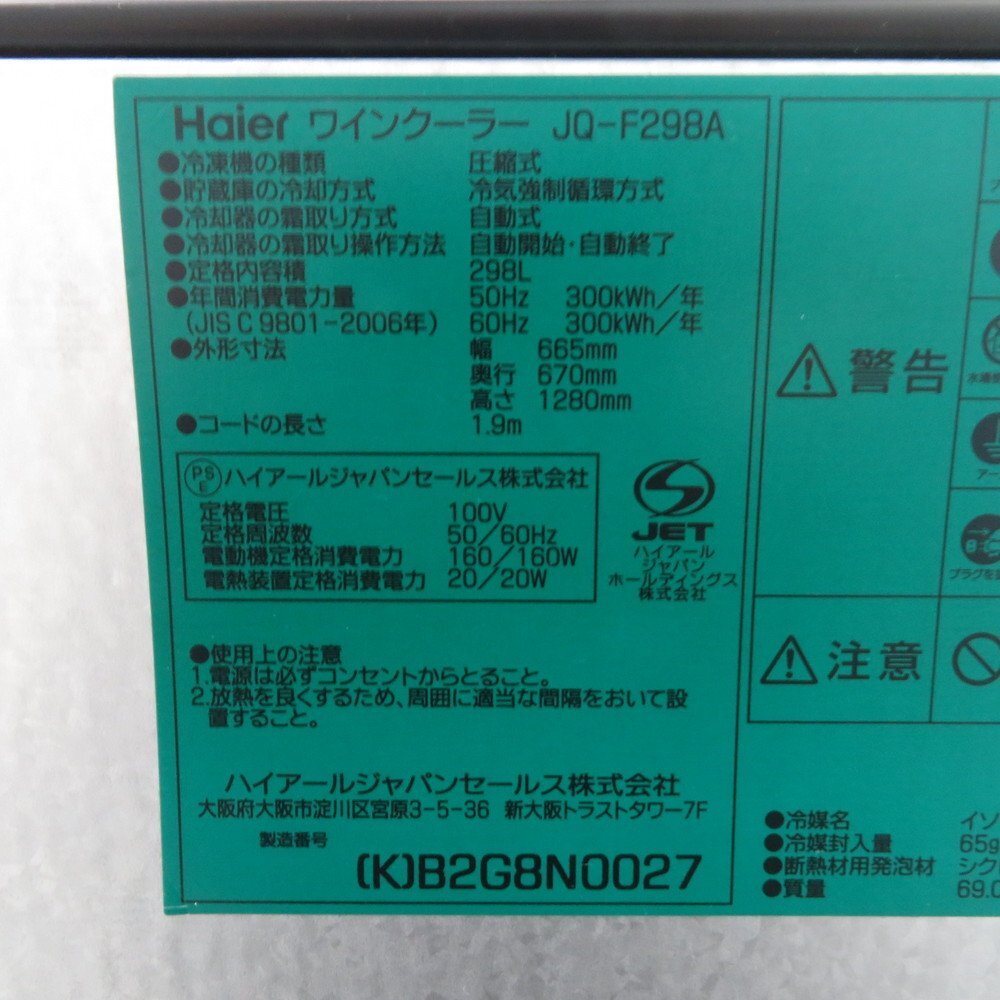 Haier ワインクーラー JQ-F298A
●冷凍機の種類 圧縮式
●貯蔵庫の冷却方式 冷気強制循環方式
●冷却器の霜取り方式 自動式
●冷却器の霜取り操作方法 自動開始・自動終了
●定格内容積 298L
●年間消費電力量 50Hz 300kWh/年
(JIS C 9801-2006年) 60Hz 300kWh/年
●外形寸法 幅 665mm
奥行 670mm
高さ 1280mm
●コードの長さ 1.9m
PSE ハイアールジャパンセールス株式会社
定格電圧 100V
定格周波数 50/60Hz
電動機定格消費電力 160/160W
電熱装置定格消費電力 20/20W
JET
ハイアール
ジャパン
ホールディングス
株式会社
●使用上の注意
1.電源は必ずコンセントからとること。
2.放熱を良くするため、周囲に適当な間隔をおいて設
置すること。
ハイアールジャパンセールス株式会社
大阪府大阪市淀川区宮原3-5-36 新大阪トラストタワー7F
製造番号
(K)B2G8N0027
警告
注意
●冷媒名 イソ
●冷媒封入量 65g
●断熱材用発泡材 シク
●質量 69.0